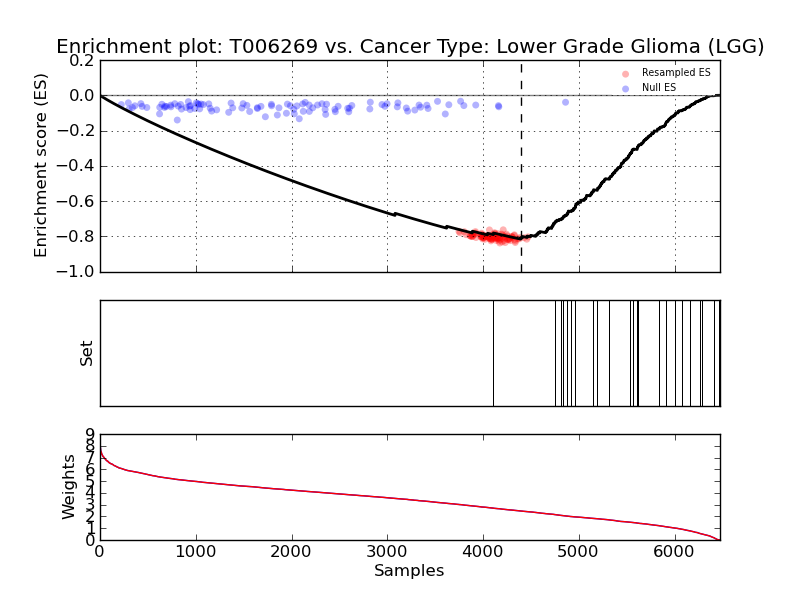 Enrichment plot: T006269 vs. Cancer Type: Lower Grade Glioma (LGG)
0.2
0.0
−0.2
−0.4
−0.6
−0.8
−1.0
Enrichment score (ES)
Resampled ES
Null ES
Set
9
8
7
6
5
4
3
2
1
0
Weights
0 1000 2000 3000 4000 5000 6000
Samples